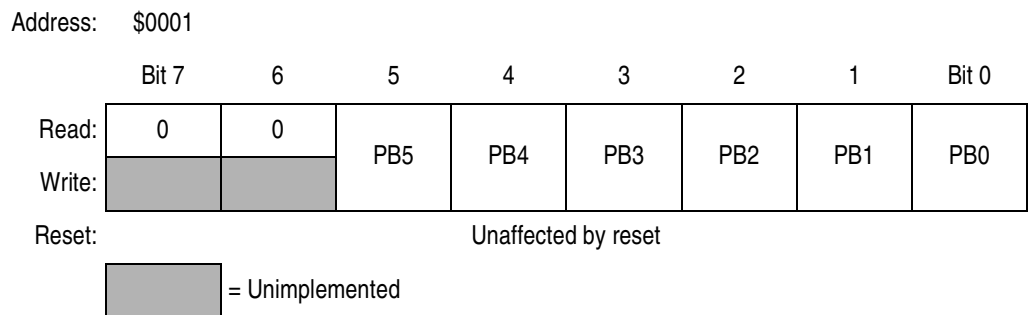 Address: $0001
Bit 7 6 5 4 3 2 1 Bit 0
Read: 0 0 PB5 PB4 PB3 PB2 PB1 PB0
Write:
Reset: Unaffected by reset
= Unimplemented